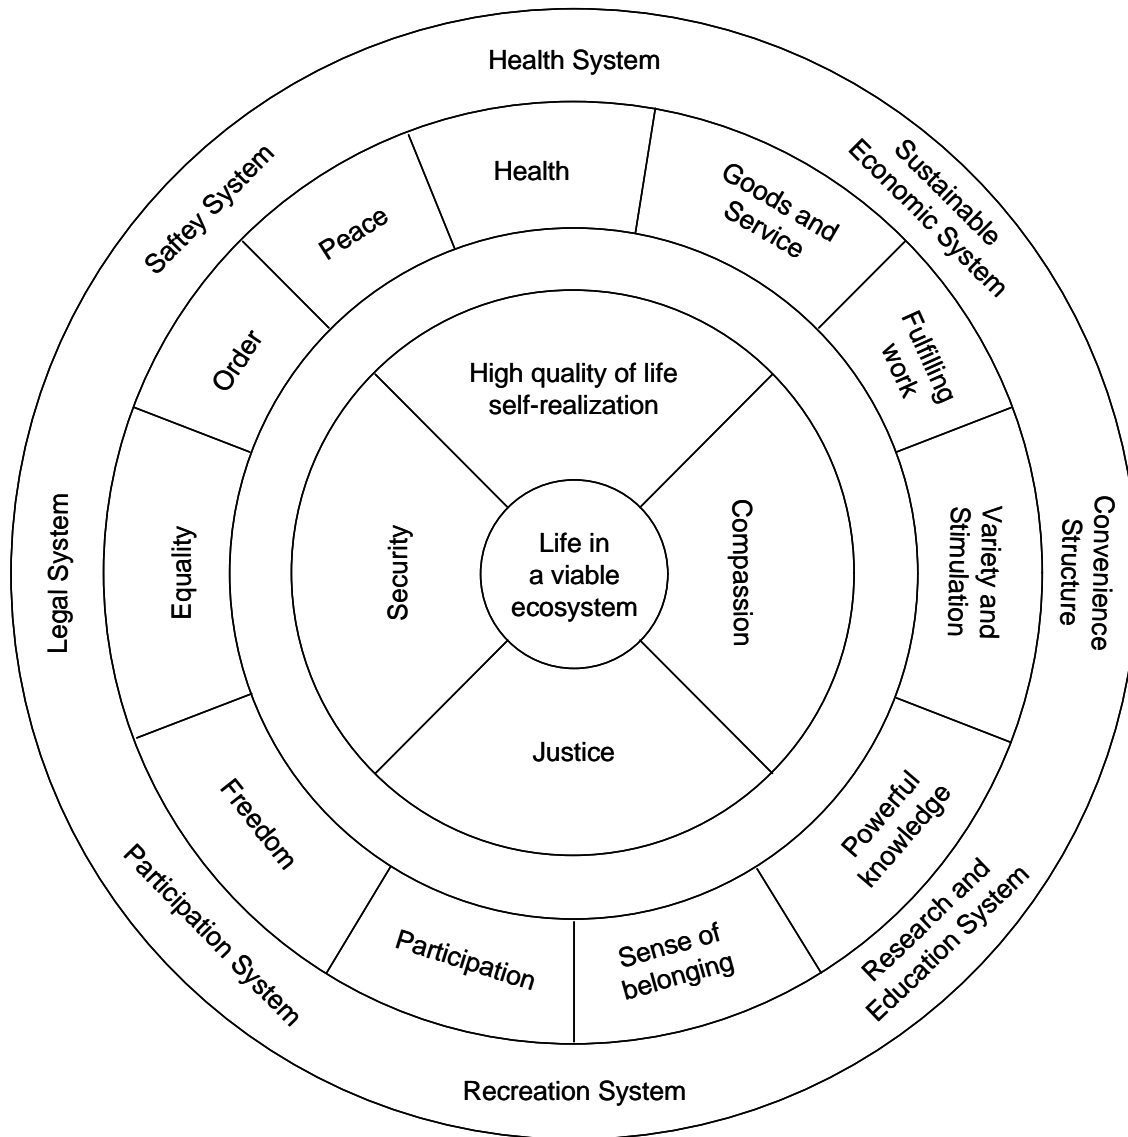 Health System
Sustainable
Economic System
Convenience
Structure
Research and
Education System
Recreation System
Participation System
Legal System
Saftey System
Health
Goods and
Service
Fulfilling
work
Variety and
Stimulation
Powerful
knowledge
Sense of
belonging
Participation
Freedom
Equality
Order
Peace
High quality of life
self-realization
Compassion
Justice
Security
Life in
a viable
ecosystem